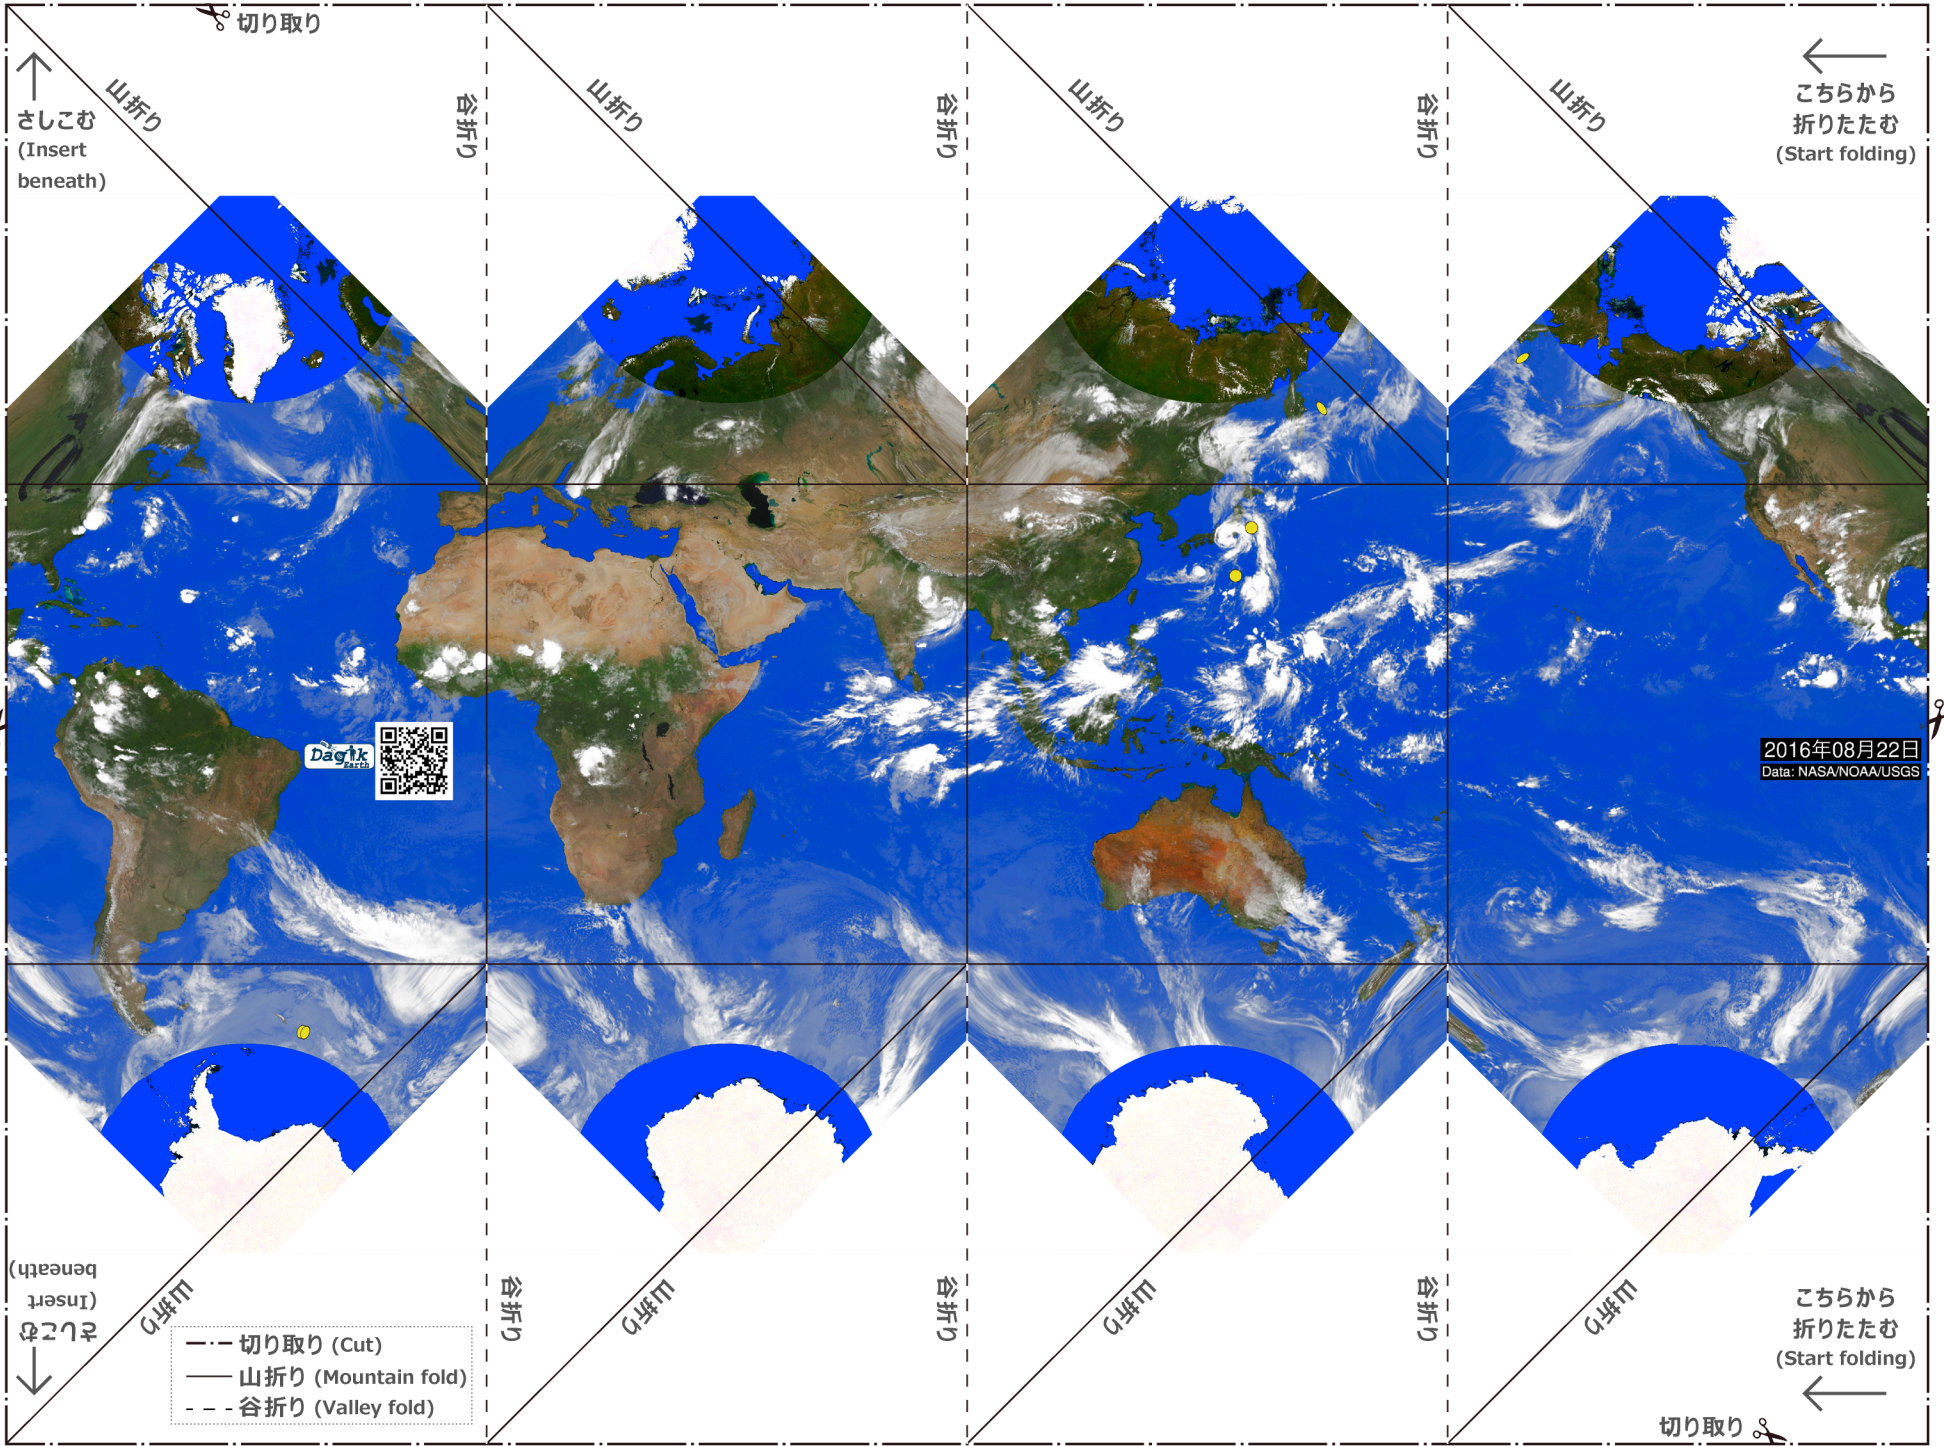 切り取り
山折り
谷折り
山折り
谷折り
山折り
谷折り
山折り
こちらから
折りたたむ
(Start folding)
さしこむ
(Insert
beneath)
Dagik
Earth
2016年08月22日
Data: NASA/NOAA/USGS
さしこむ
(Insert
beneath)
山折り
谷折り
山折り
谷折り
山折り
谷折り
山折り
こちらから
折りたたむ
(Start folding)
切り取り (Cut)
山折り (Mountain fold)
谷折り (Valley fold)
切り取り